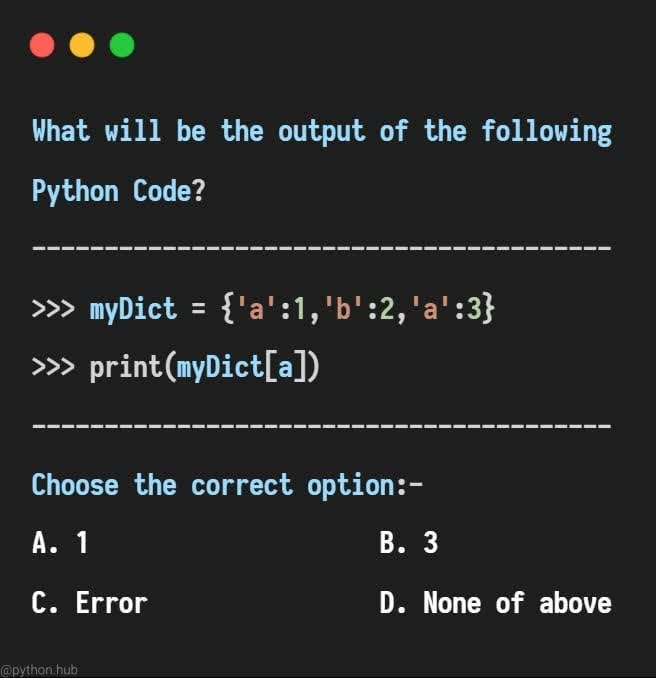 What will be the output of the following
Python Code?
----------------------------------------
>>> myDict = {'a':1,'b':2,'a':3}
>>> print(myDict[a])
----------------------------------------
Choose the correct option:-
A. 1 B. 3
C. Error D. None of above
@python.hub